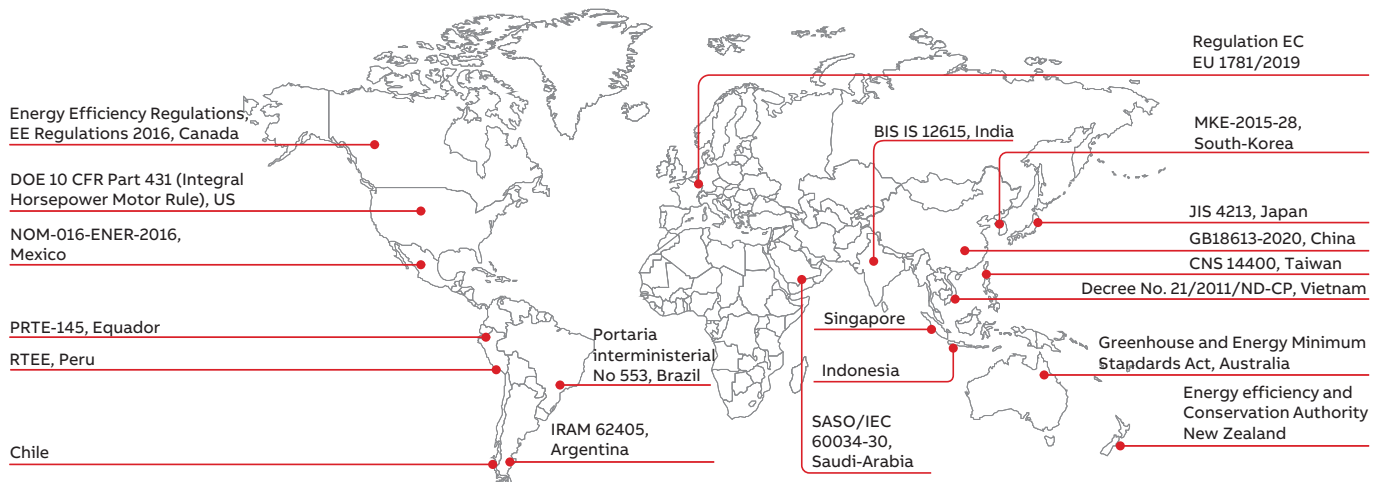 Energy Efficiency Regulations,
EE Regulations 2016, Canada
DOE 10 CFR Part 431 (Integral
Horsepower Motor Rule), US
NOM-016-ENER-2016,
Mexico
PRTE-145, Equador
RTEE, Peru
Chile
Portaria
interministerial
No 553, Brazil
IRAM 62405,
Argentina
Regulation EC
EU 1781/2019
BIS IS 12615, India
MKE-2015-28,
South-Korea
JIS 4213, Japan
GB18613-2020, China
CNS 14400, Taiwan
Decree No. 21/2011/ND-CP, Vietnam
Singapore
Indonesia
SASO/IEC
60034-30,
Saudi-Arabia
Greenhouse and Energy Minimum
Standards Act, Australia
Energy efficiency and
Conservation Authority
New Zealand